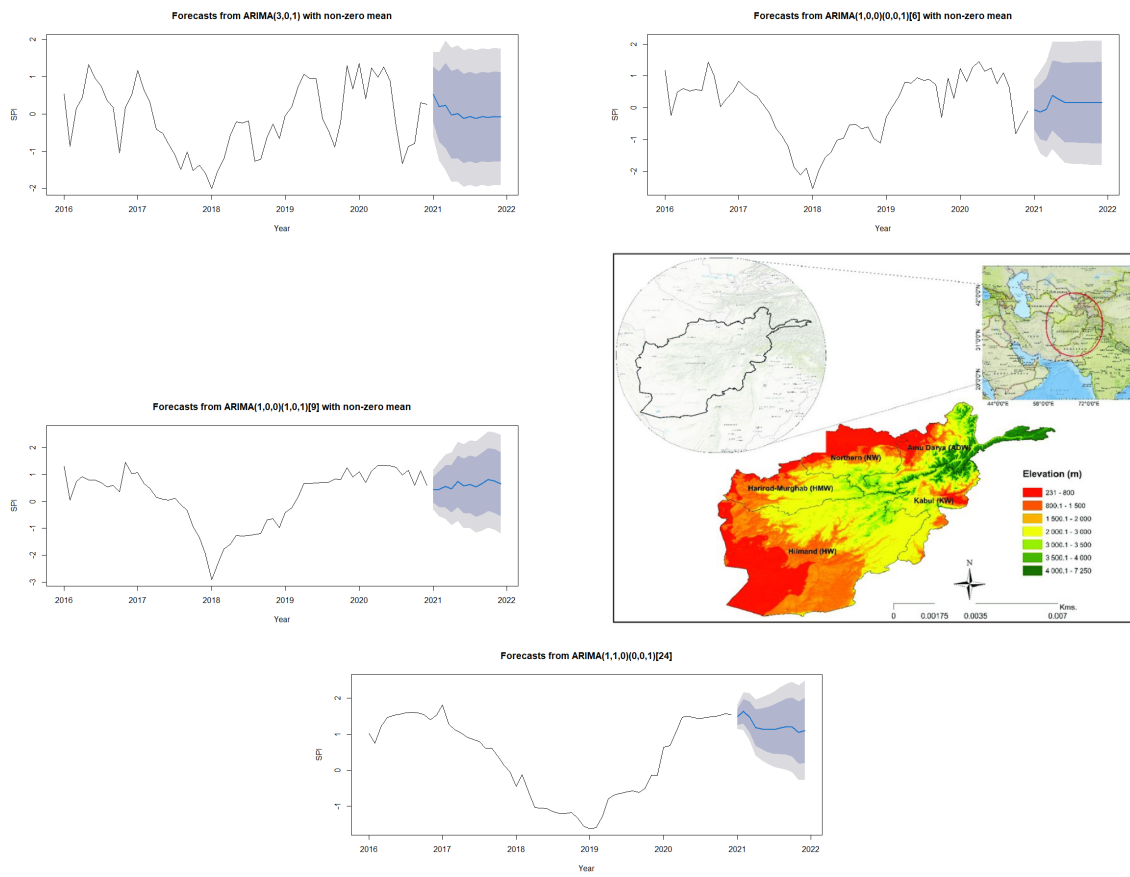 Forecasts from ARIMA(3,0,1) with non-zero mean
SPI
2
1
0
-1
-2
2016 2017 2018 2019 2020 2021 2022
Year
Forecasts from ARIMA(1,0,0)(0,0,1)[6] with non-zero mean
SPI
2
1
0
-1
-2
2016 2017 2018 2019 2020 2021 2022
Year
Forecasts from ARIMA(1,0,0)(1,0,1)[9] with non-zero mean
SPI
2
1
0
-1
-2
-3
2016 2017 2018 2019 2020 2021 2022
Year
44°0'0"E 58°0'0"E 72°0'0"E
Amu Darya (ADW)
Northern (NW)
Harirod-Murghab (HMW)
Kabul (KW)
Hilmand (HW)
Elevation (m)
231 - 800
800.1 - 1 500
1 500.1 - 2 000
2 000.1 - 3 000
3 000.1 - 3 500
3 500.1 - 4 000
4 000.1 - 7 250
N
Kms.
0 0.00175 0.0035 0.007
Forecasts from ARIMA(1,1,0)(0,0,1)[24]
SPI
2
1
0
-1
2016 2017 2018 2019 2020 2021 2022
Year